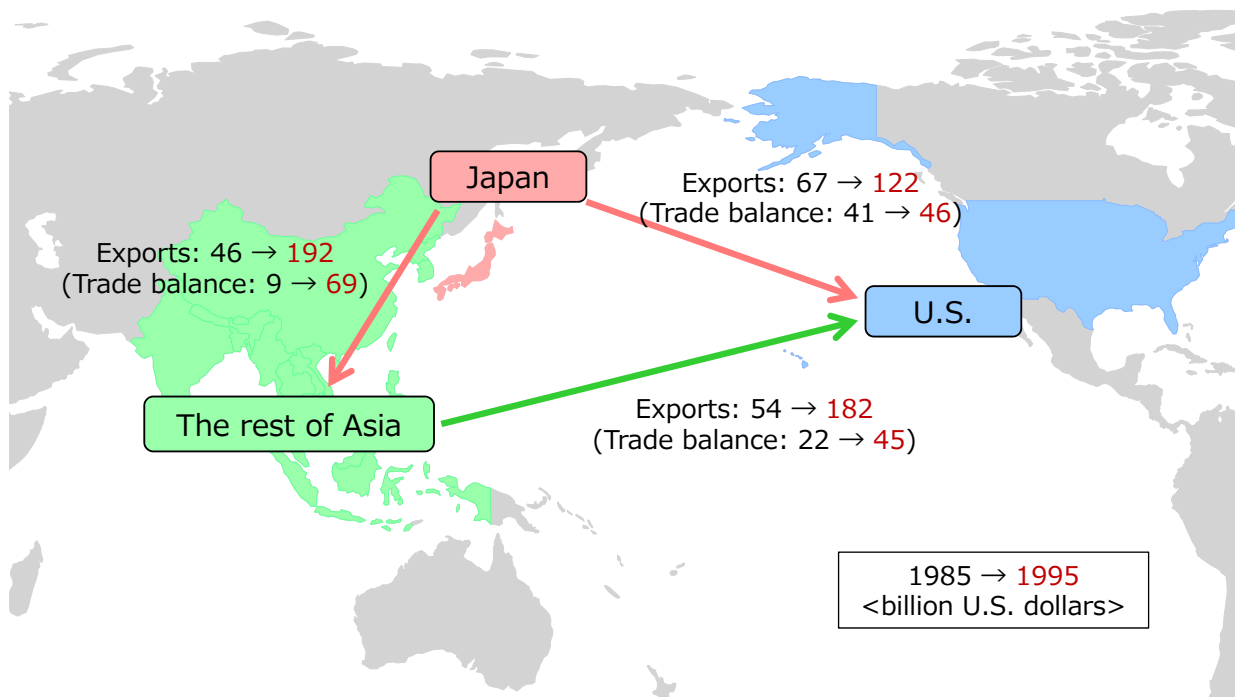 Japan
Exports: 67 → 122
(Trade balance: 41 → 46)
Exports: 46 → 192
(Trade balance: 9 → 69)
U.S.
The rest of Asia
Exports: 54 → 182
(Trade balance: 22 → 45)
1985 → 1995
<billion U.S. dollars>